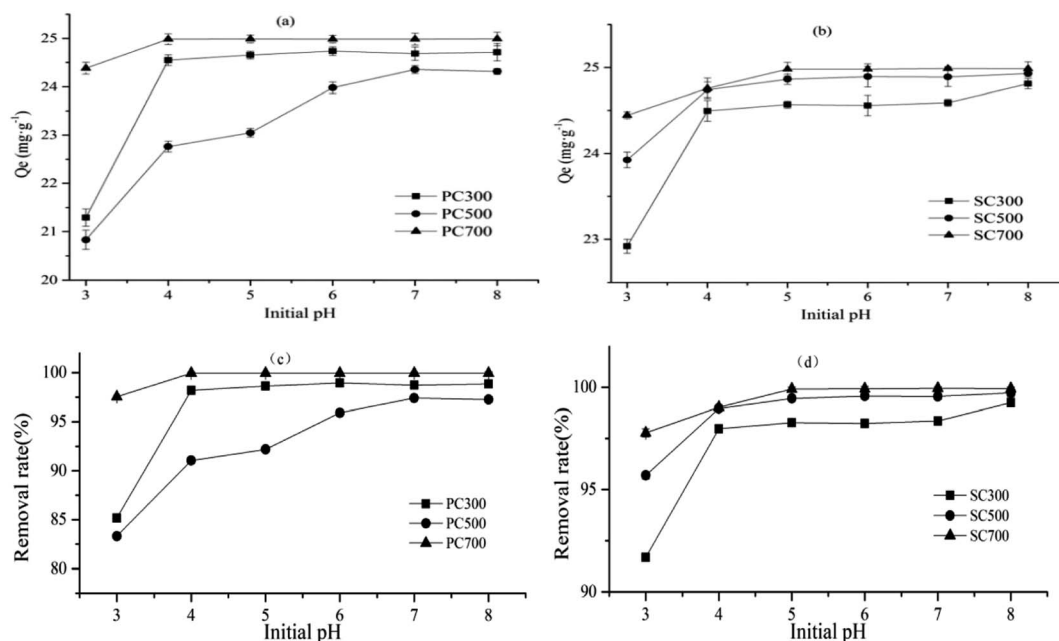 (a)
25
24
23
22
21
20
Qe (mg·g⁻¹)
PC300
PC500
PC700
3 4 5 6 7 8
Initial pH
(b)
25
24
23
Qe (mg·g⁻¹)
SC300
SC500
SC700
3 4 5 6 7 8
Initial pH
(c)
100
95
90
85
80
Removal rate(%)
PC300
PC500
PC700
3 4 5 6 7 8
Initial pH
(d)
100
95
90
Removal rate(%)
SC300
SC500
SC700
3 4 5 6 7 8
Initial pH